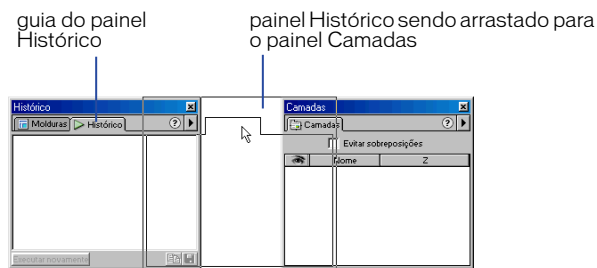 guia do painel
Histórico
painel Histórico sendo arrastado para
o painel Camadas
Histórico
Molduras
Histórico
?
Camadas
Camadas
?
Evitar sobreposições
Nome
Z
Executar novamente